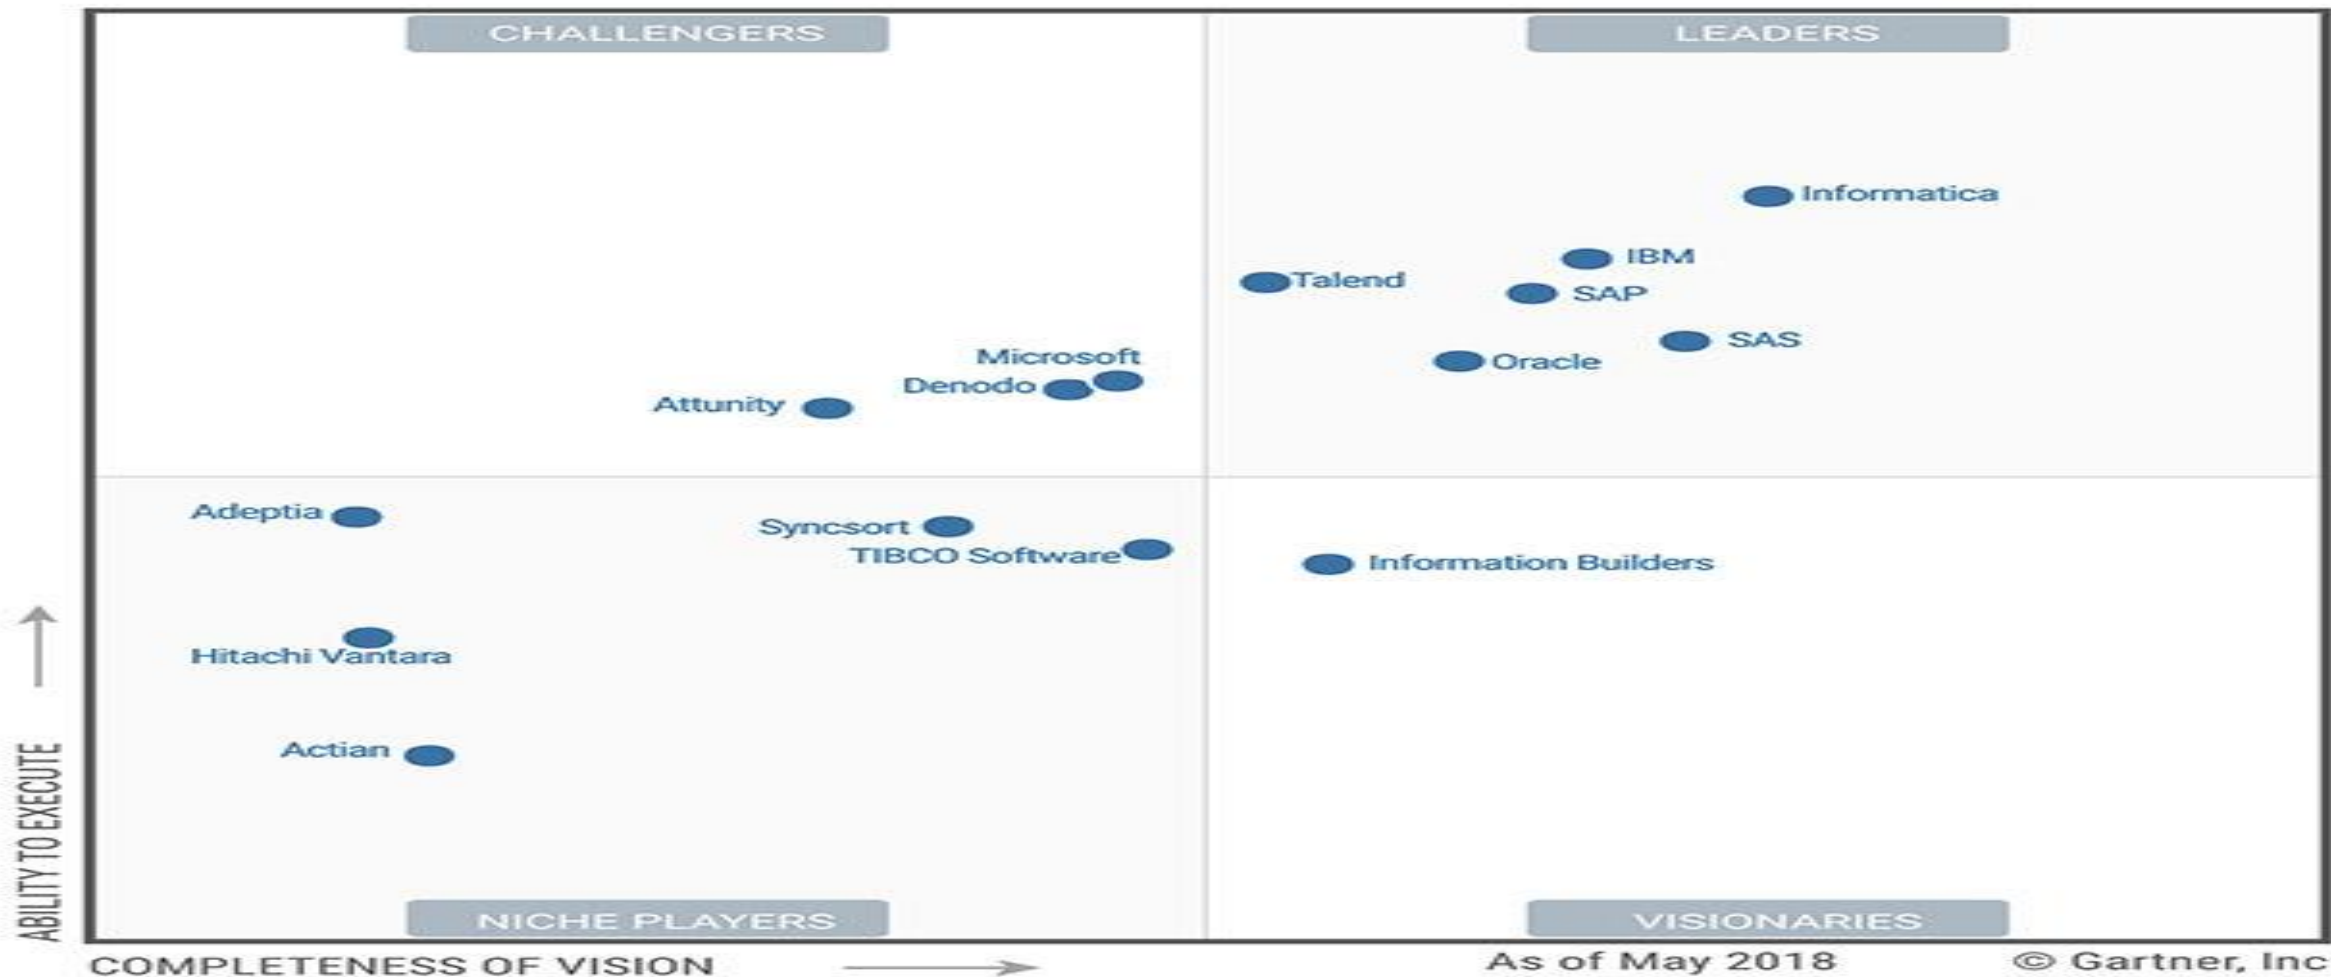 CHALLENGERS
LEADERS
Informatica
IBM
Talend
SAP
SAS
Microsoft
Oracle
Denodo
Attunity
Adeptia
Syncsort
TIBCO Software
Information Builders
Hitachi Vantara
Actian
ABILITY TO EXECUTE
NICHE PLAYERS
VISIONARIES
COMPLETENESS OF VISION
As of May 2018
© Gartner, Inc